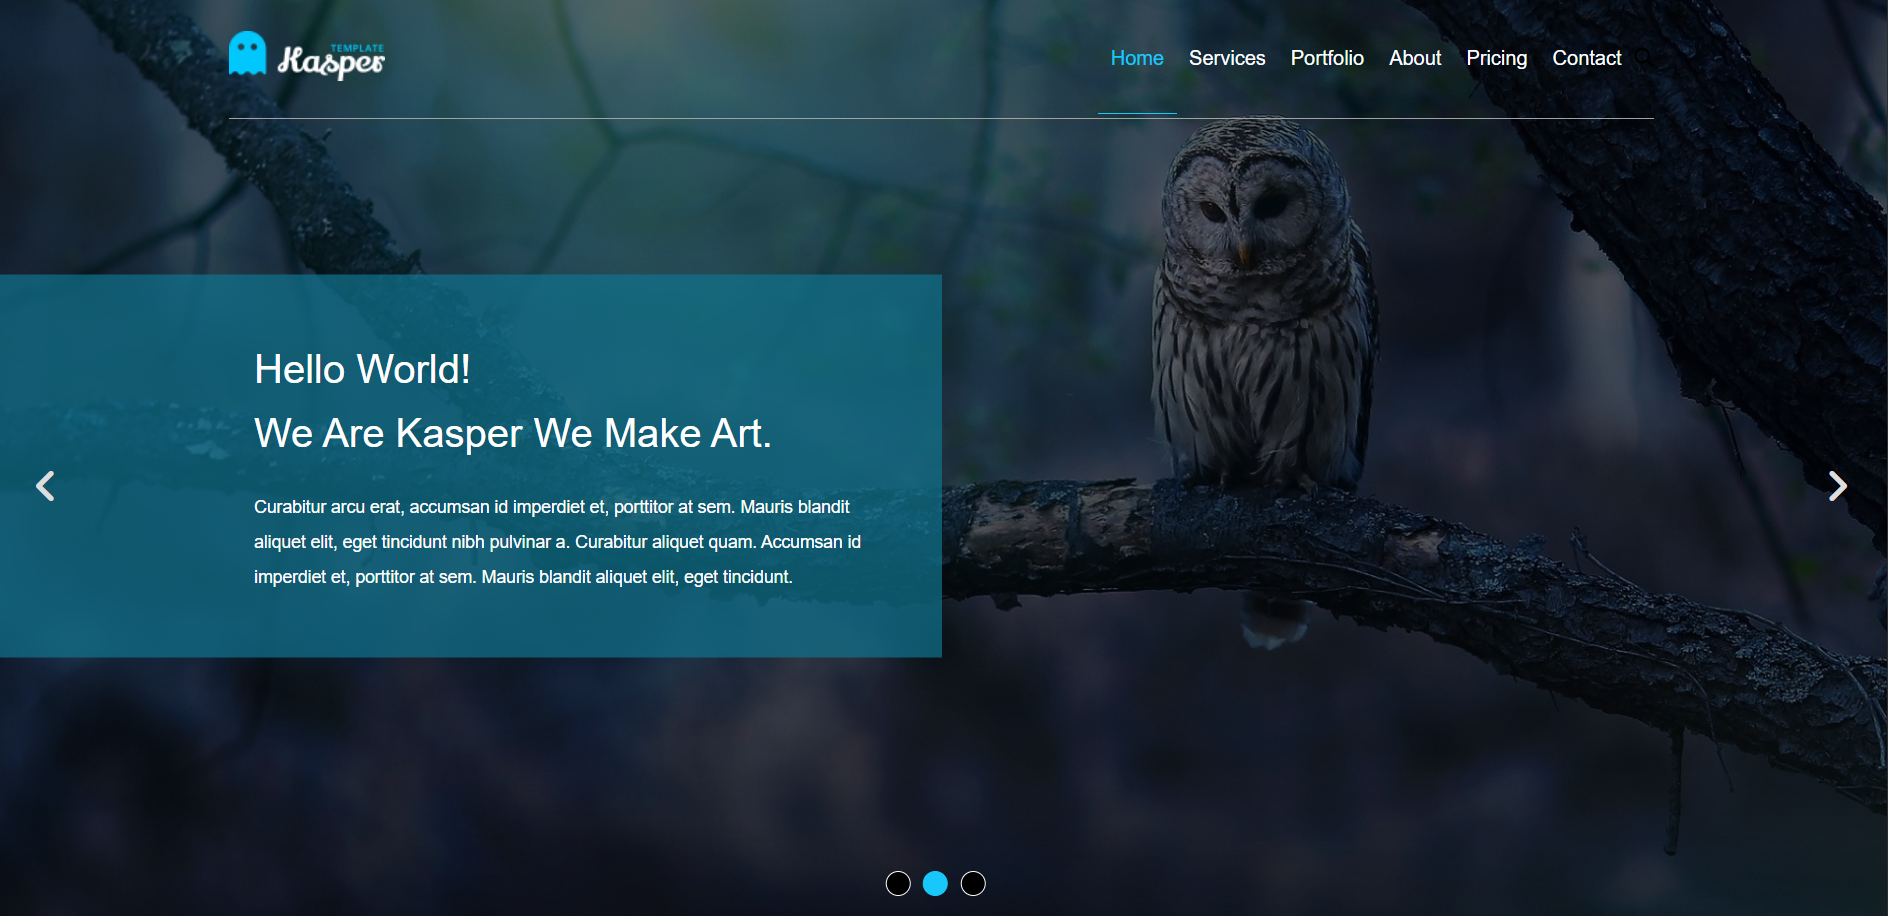 TEMPLATE
Kasper
Home Services Portfolio About Pricing Contact
Hello World!
We Are Kasper We Make Art.
Curabitur arcu erat, accumsan id imperdiet et, porttitor at sem. Mauris blandit
aliquet elit, eget tincidunt nibh pulvinar a. Curabitur aliquet quam. Accumsan id
imperdiet et, porttitor at sem. Mauris blandit aliquet elit, eget tincidunt.